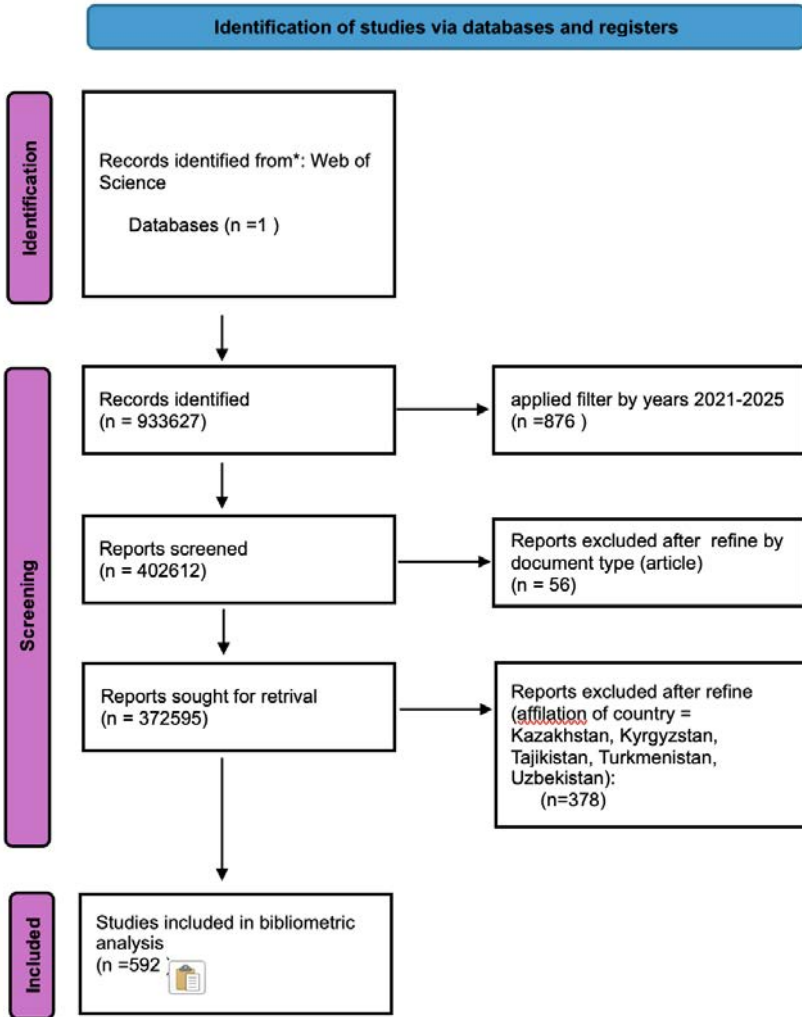 Identification of studies via databases and registers
Identification
Records identified from*: Web of
Science
Databases (n =1 )
Screening
Records identified
(n = 933627)
applied filter by years 2021-2025
(n =876 )
Reports screened
(n = 402612)
Reports excluded after  refine by
document type (article)
(n = 56)
Reports sought for retrival
(n = 372595)
Reports excluded after refine
(affilation of country =
Kazakhstan, Kyrgyzstan,
Tajikistan, Turkmenistan,
Uzbekistan):
(n=378)
Included
Studies included in bibliometric
analysis
(n =592 )